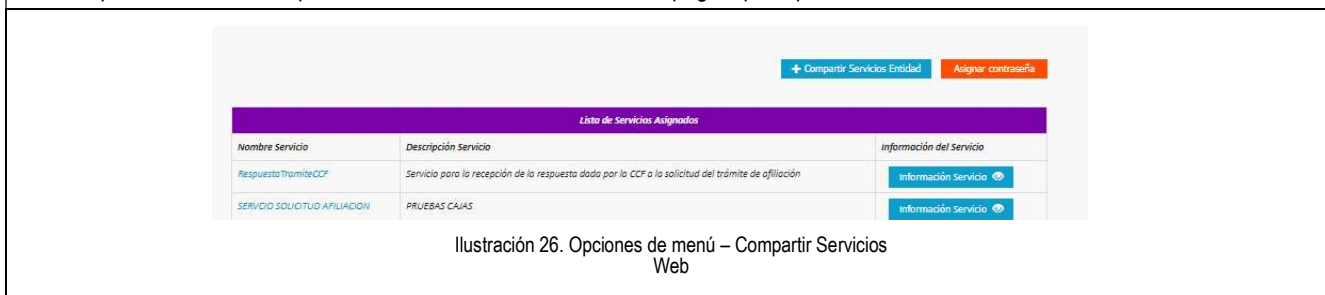 + Compartir Servicios Entidad Asignar contraseña
Lista de Servicios Asignados
Nombre Servicio Descripción Servicio Información del Servicio
RespuestaTramiteCCF Servicio para la recepción de la respuesta dada por la CCF a la solicitud del trámite de afiliación Información Servicio
SERVCIO SOLICITUD AFILIACION PRUEBAS CAJAS Información Servicio
Ilustración 26. Opciones de menú – Compartir Servicios
Web